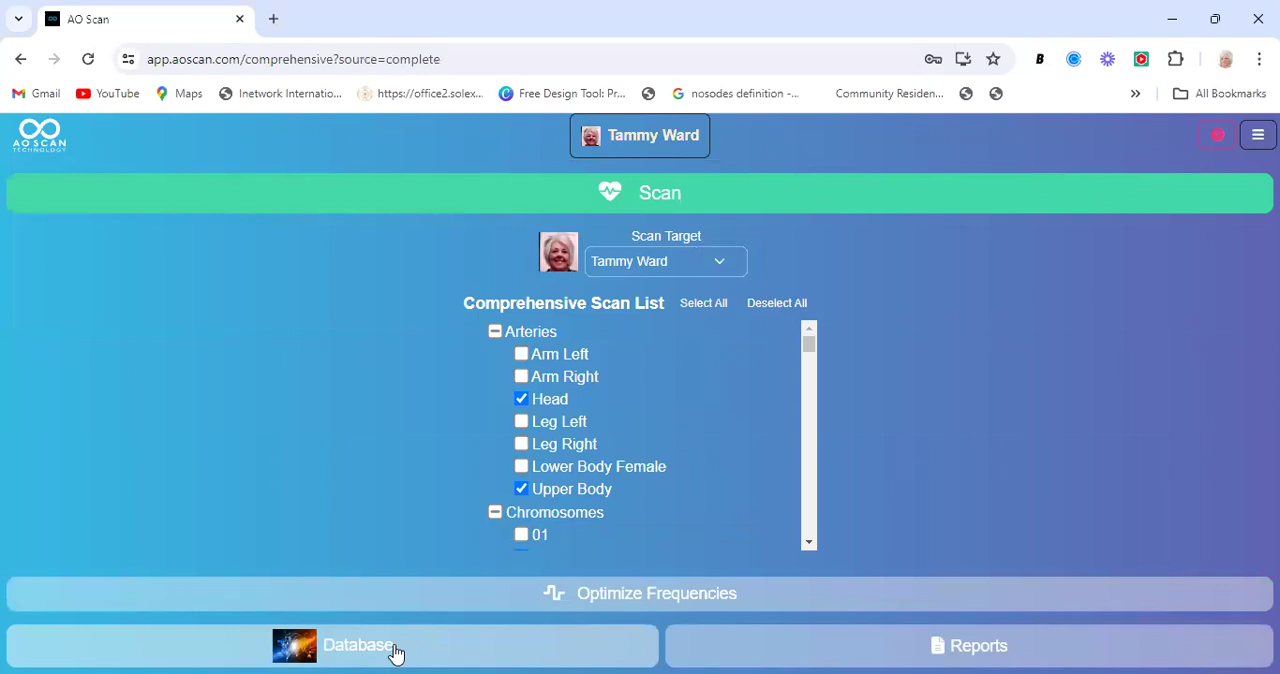 AO Scan
app.aoscan.com/comprehensive?source=complete
B
Gmail
YouTube
Maps
Inetwork Internatio...
https://office2.solex...
Free Design Tool: Pr...
nosodes definition -...
Community Residen...
All Bookmarks
AO SCAN
TECHNOLOGY
Tammy Ward
Scan
Scan Target
Tammy Ward
Comprehensive Scan List Select All Deselect All
Arteries
Arm Left
Arm Right
Head
Leg Left
Leg Right
Lower Body Female
Upper Body
Chromosomes
01
Optimize Frequencies
Database
Reports